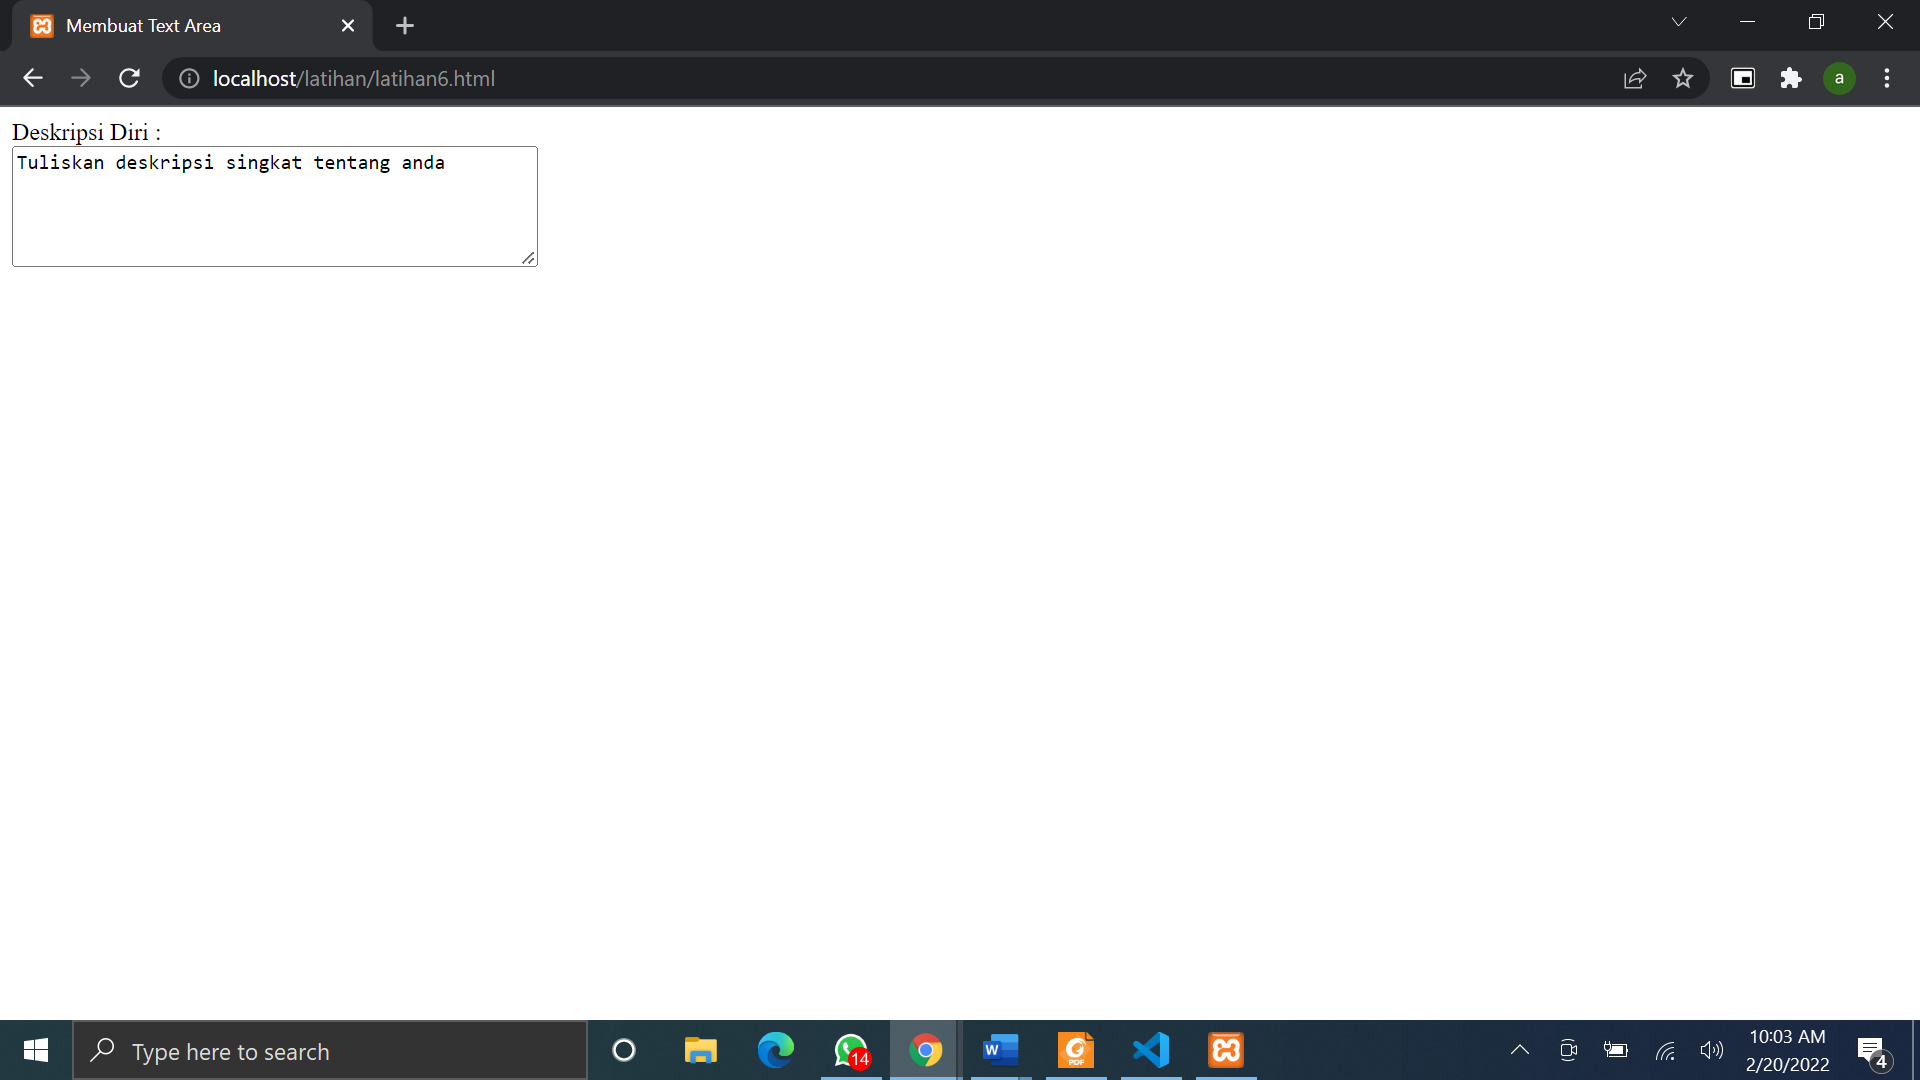 Membuat Text Area
localhost/latihan/latihan6.html
a
Deskripsi Diri :
Tuliskan deskripsi singkat tentang anda
Type here to search
14
W
PDF
10:03 AM
2/20/2022
4